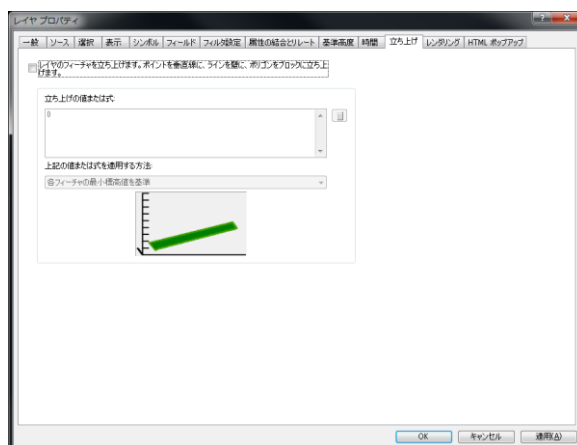 レイヤ プロパティ
一般 ソース 選択 表示 シンボル フィールド フィルタ設定 属性の結合とリレート 基準高度 時間 立ち上げ レンダリング HTML ポップアップ
レイヤのフィーチャを立ち上げます。ポイントを垂直線に、ラインを壁に、ポリゴンをブロックに立ち上
げます。
立ち上げの値または式:
0
上記の値または式を適用する方法:
各フィーチャの最小標高値を基準
OK キャンセル 適用(A)